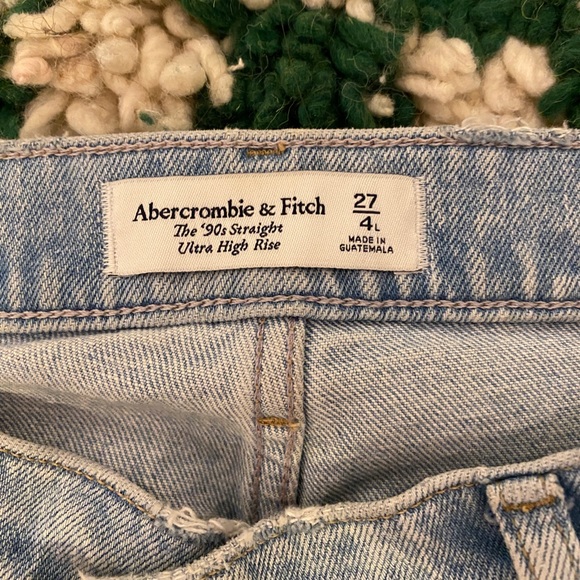 Abercrombie & Fitch
The '90s Straight
Ultra High Rise
27
4L
MADE IN
GUATEMALA